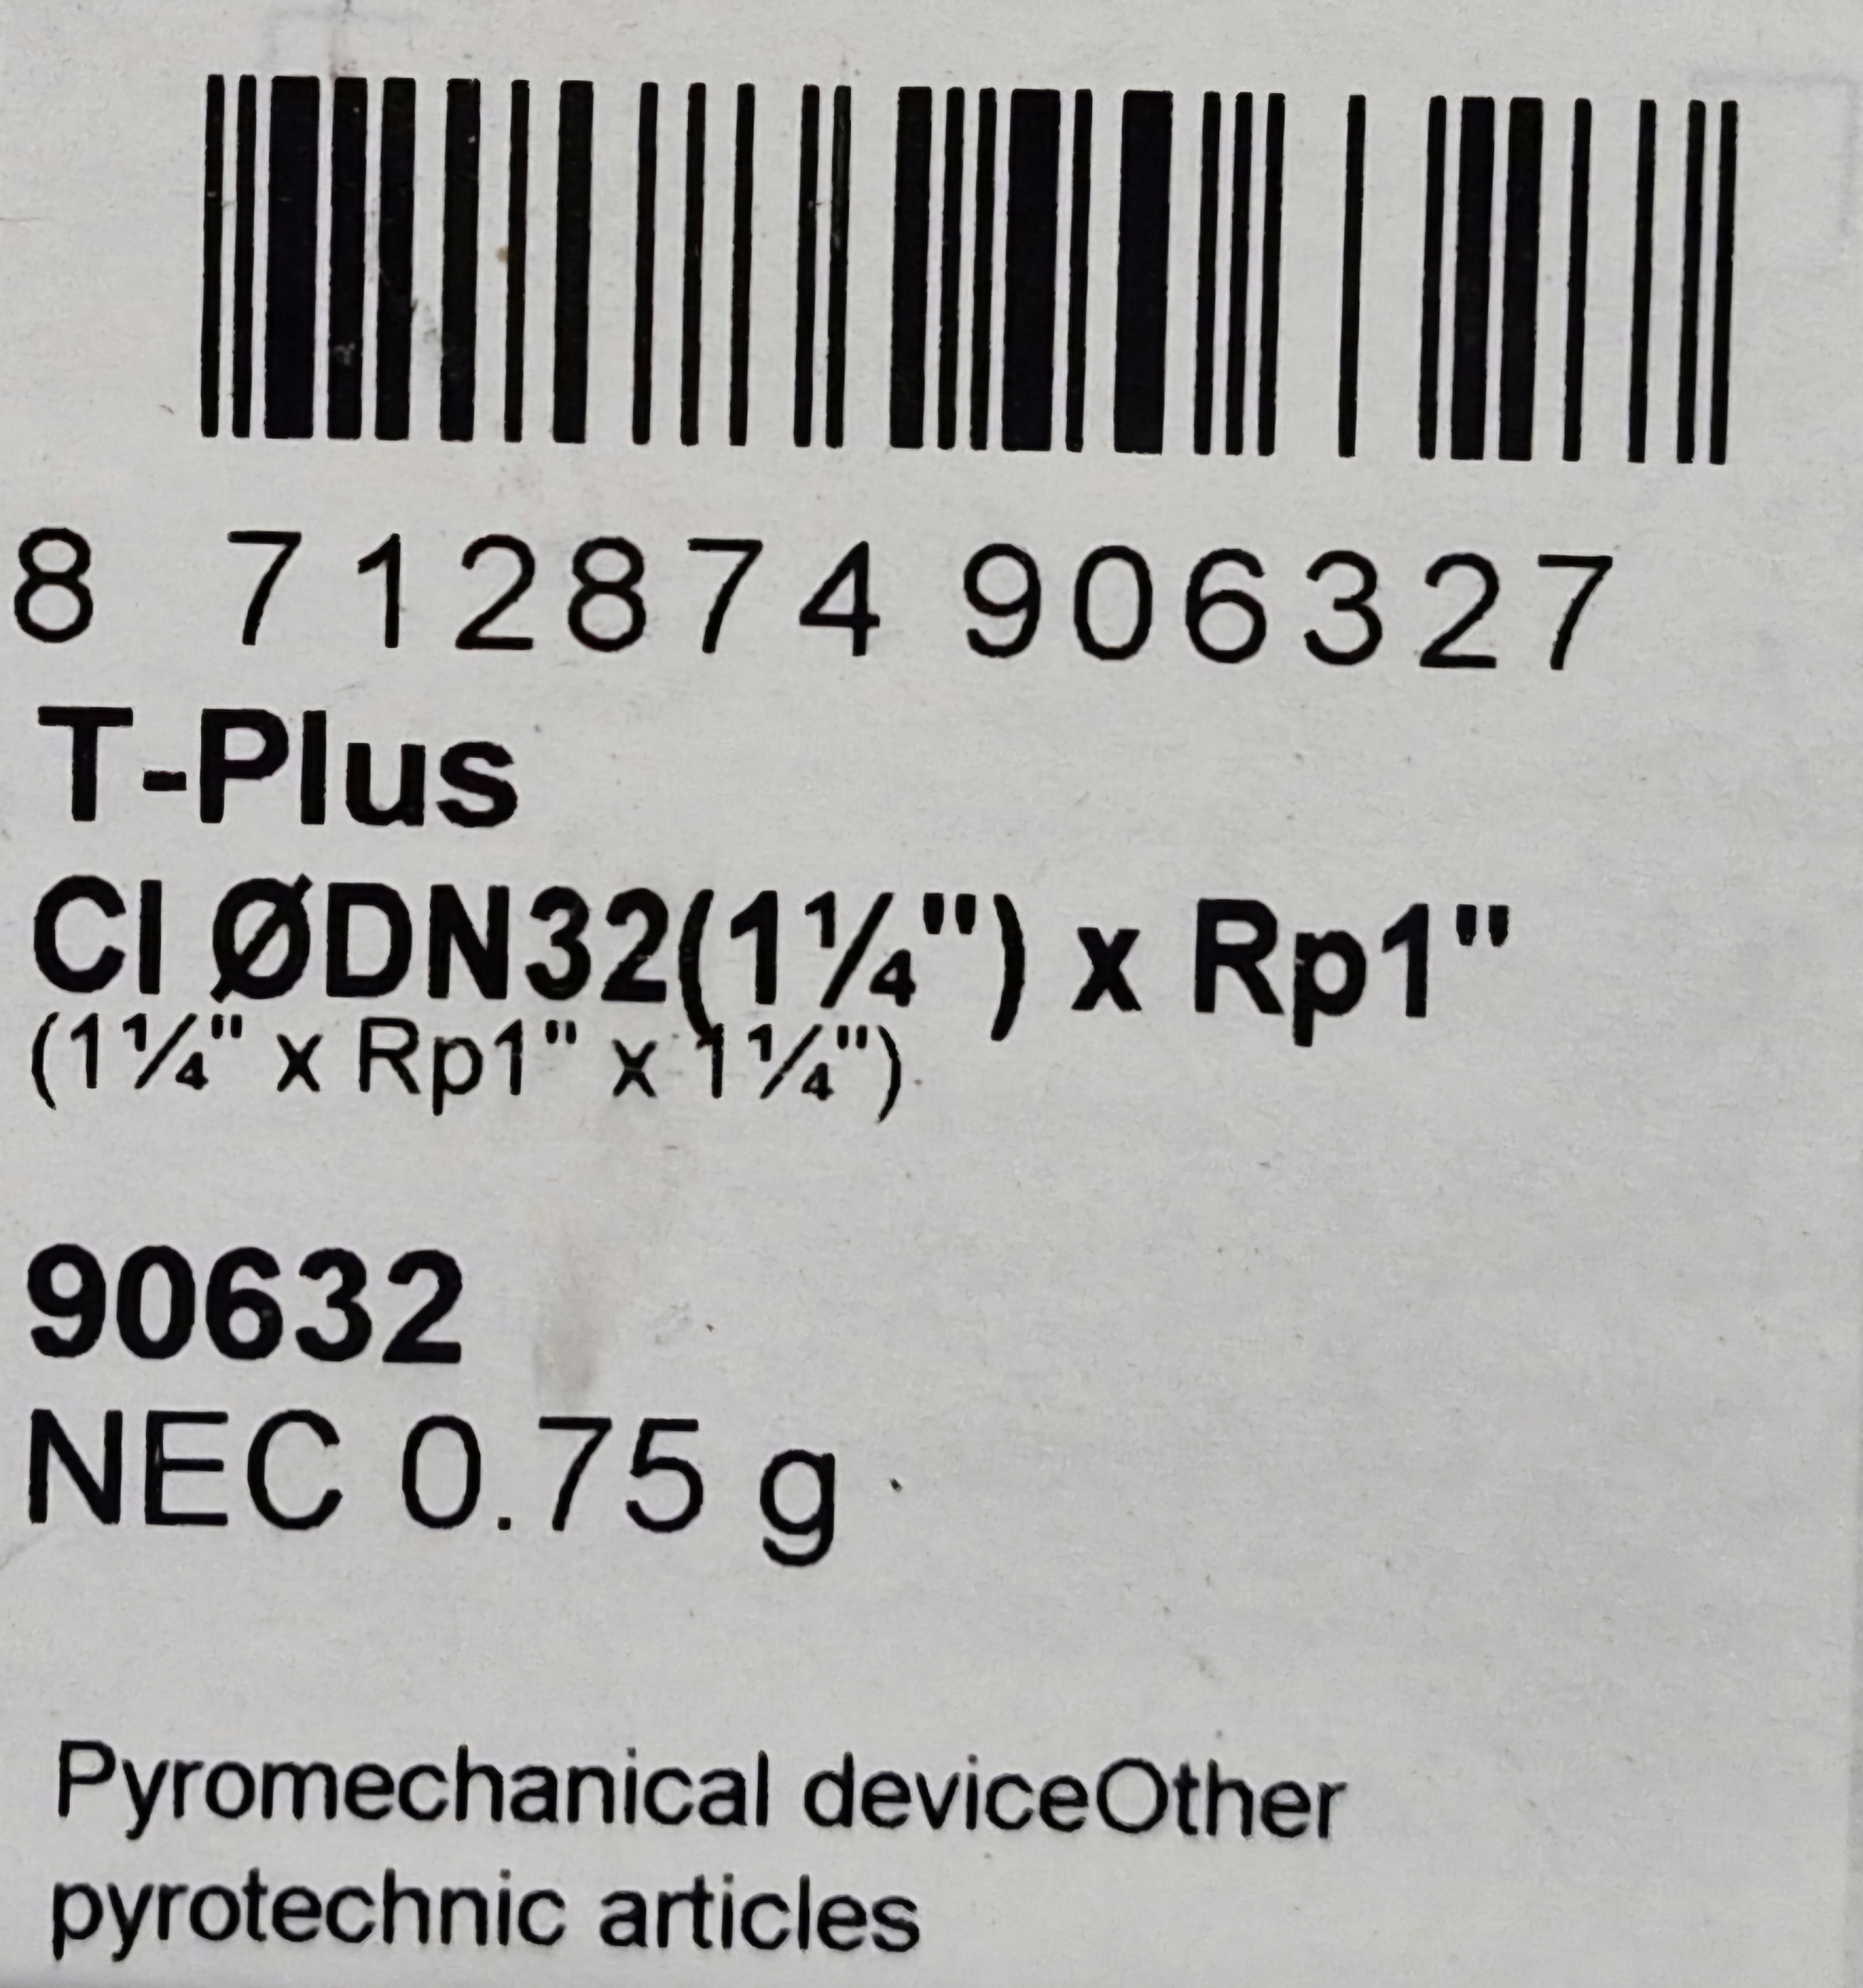 8 712874 906327
T-Plus
CI ØDN32(1¼") x Rp1"
(1¼" x Rp1" x 1¼")
90632
NEC 0.75 g
Pyromechanical deviceOther
pyrotechnic articles